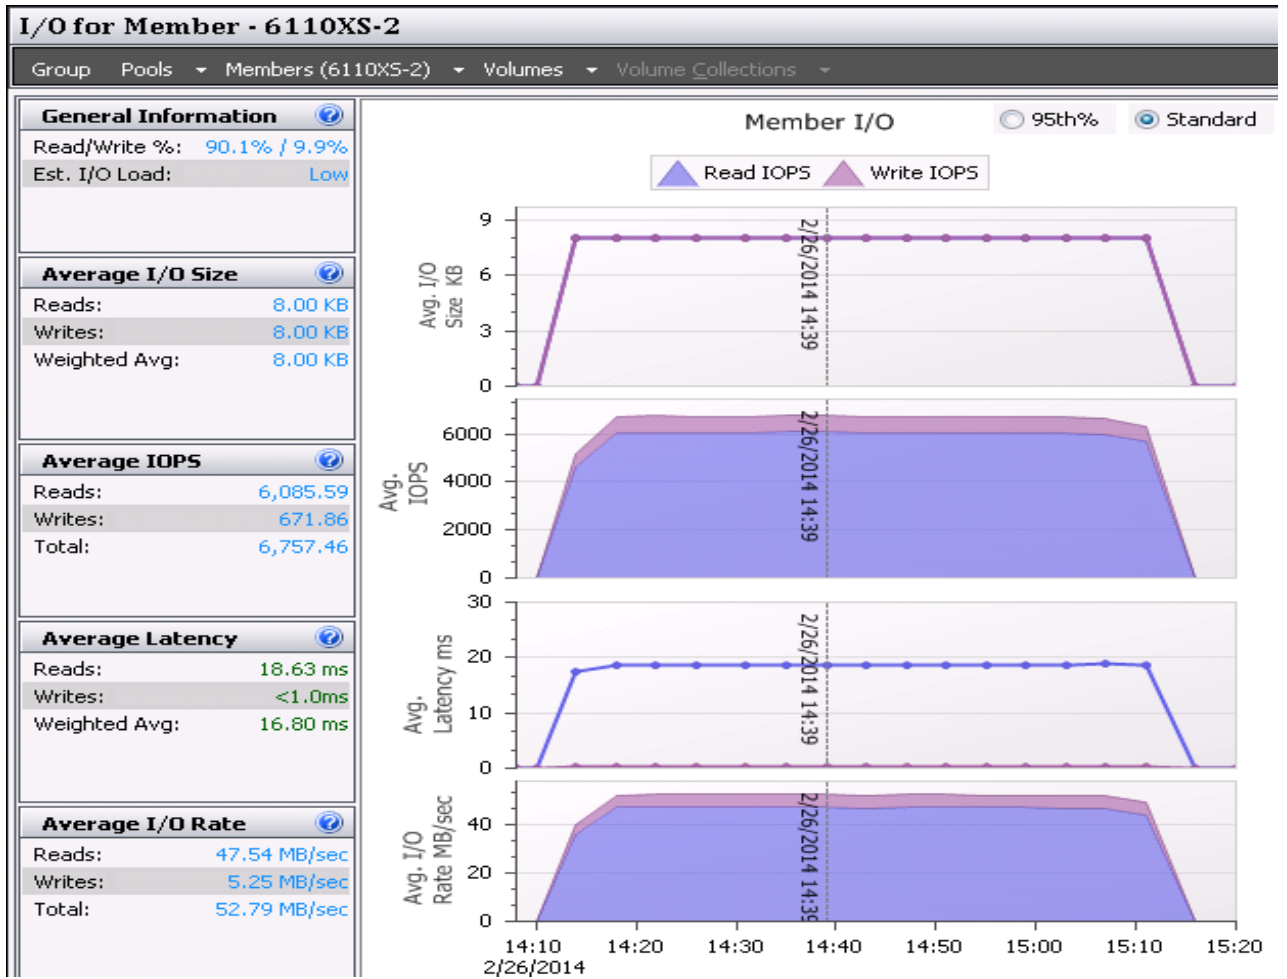 I/O for Member - 6110XS-2
Group Pools Members (6110XS-2) Volumes Volume Collections
General Information
Read/Write %: 90.1% / 9.9%
Est. I/O Load: Low
Average I/O Size
Reads: 8.00 KB
Writes: 8.00 KB
Weighted Avg: 8.00 KB
Average IOPS
Reads: 6,085.59
Writes: 671.86
Total: 6,757.46
Average Latency
Reads: 18.63 ms
Writes: <1.0ms
Weighted Avg: 16.80 ms
Average I/O Rate
Reads: 47.54 MB/sec
Writes: 5.25 MB/sec
Total: 52.79 MB/sec
Member I/O
95th% Standard
Read IOPS Write IOPS
Avg. I/O
Size KB
9
6
3
0
2/26/2014 14:39
Avg.
IOPS
6000
4000
2000
0
2/26/2014 14:39
Avg.
Latency ms
30
20
10
0
2/26/2014 14:39
Avg. I/O
Rate MB/sec
40
20
0
2/26/2014 14:39
14:10 14:20 14:30 14:40 14:50 15:00 15:10 15:20
2/26/2014